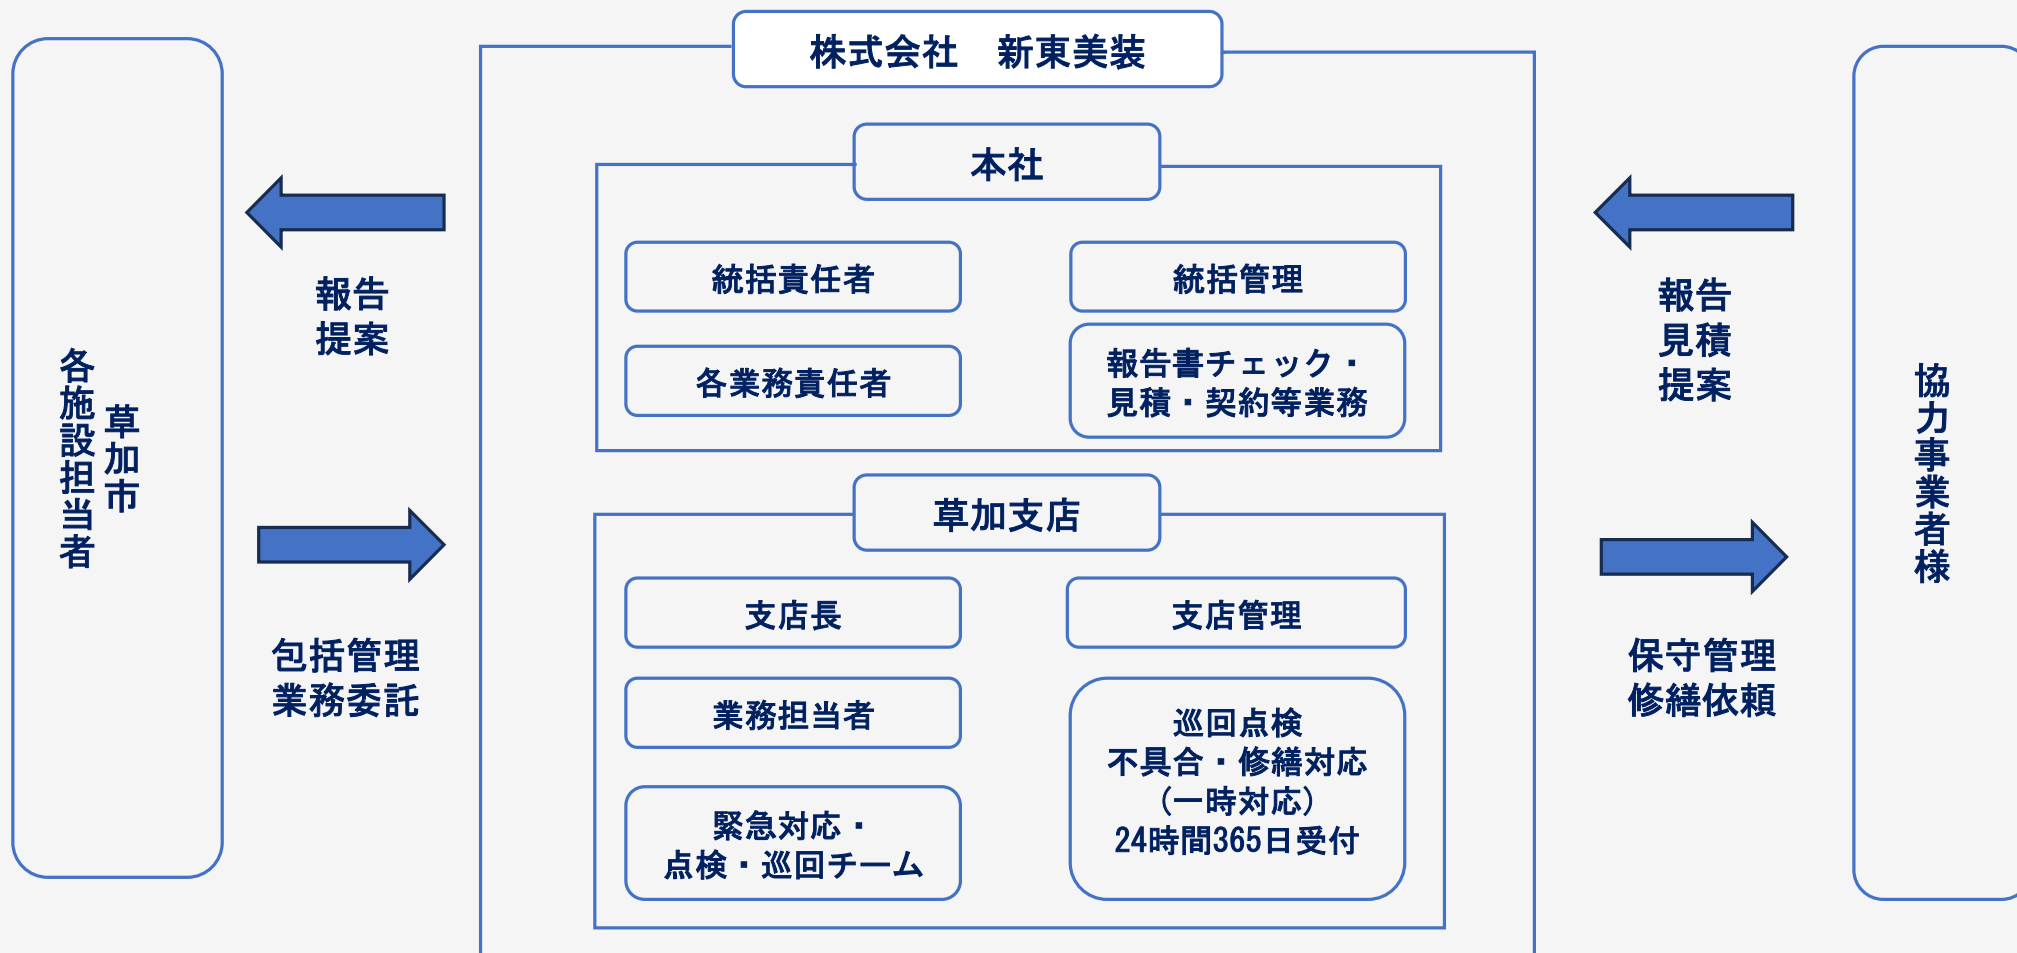 株式会社　新東美装
草加市
各施設担当者
報告
提案
包括管理
業務委託
本社
統括責任者
統括管理
各業務責任者
報告書チェック・
見積・契約等業務
草加支店
支店長
支店管理
業務担当者
巡回点検
不具合・修繕対応
（一時対応）
24時間365日受付
緊急対応・
点検・巡回チーム
報告
見積
提案
保守管理
修繕依頼
協力事業者様